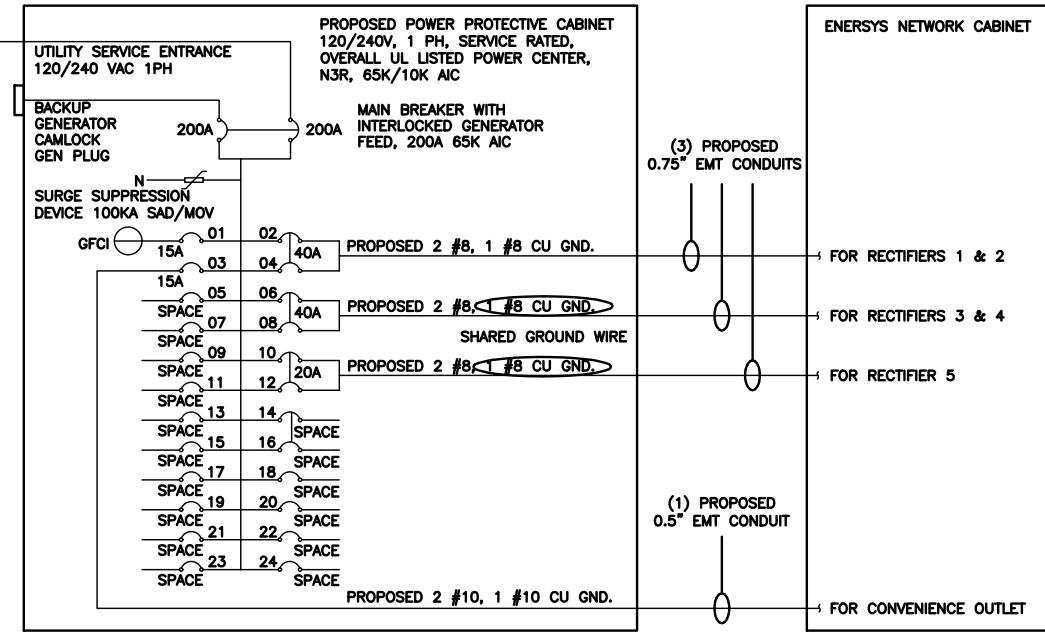 PROPOSED POWER PROTECTIVE CABINET
120/240V, 1 PH, SERVICE RATED,
OVERALL UL LISTED POWER CENTER,
N3R, 65K/10K AIC
ENERSYS NETWORK CABINET
UTILITY SERVICE ENTRANCE
120/240 VAC 1PH
BACKUP
GENERATOR
CAMLOCK
GEN PLUG
200A
200A
MAIN BREAKER WITH
INTERLOCKED GENERATOR
FEED, 200A 65K AIC
(3) PROPOSED
0.75" EMT CONDUITS
N
SURGE SUPPRESSION
DEVICE 100KA SAD/MOV
GFCI
15A
01
02
40A
PROPOSED 2 #8, 1 #8 CU GND.
FOR RECTIFIERS 1 & 2
15A
03
04
SPACE
05
06
40A
PROPOSED 2 #8, 1 #8 CU GND.
FOR RECTIFIERS 3 & 4
SPACE
07
08
SHARED GROUND WIRE
SPACE
09
10
20A
PROPOSED 2 #8, 1 #8 CU GND.
FOR RECTIFIER 5
SPACE
11
12
SPACE
13
14
SPACE
SPACE
15
16
SPACE
SPACE
17
18
SPACE
SPACE
19
20
SPACE
SPACE
21
22
SPACE
SPACE
23
24
SPACE
(1) PROPOSED
0.5" EMT CONDUIT
PROPOSED 2 #10, 1 #10 CU GND.
FOR CONVENIENCE OUTLET